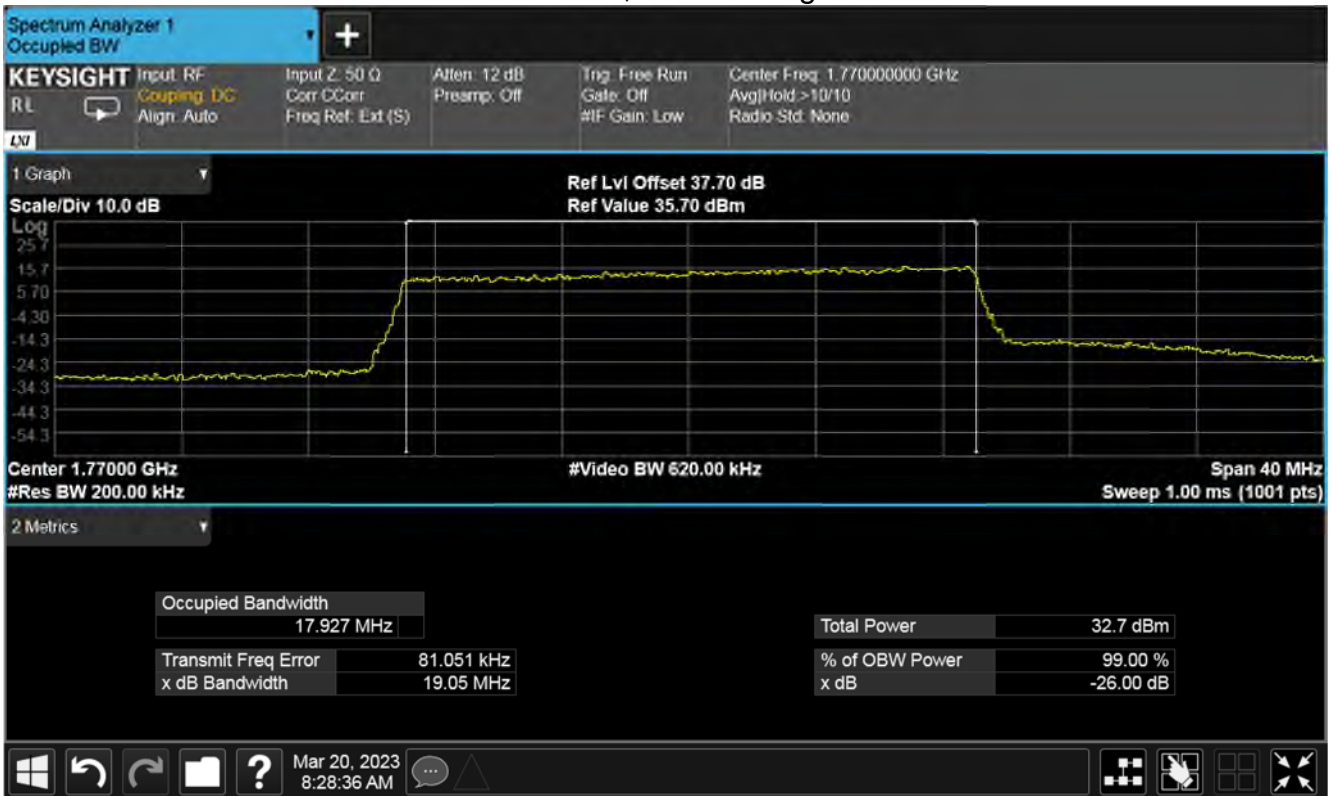 Spectrum Analyzer 1
Occupied BW
KEYSIGHT
RL
LXI
Input: RF
Coupling: DC
Align: Auto
Input Z: 50 Ω
Corr CCorr
Freq Ref: Ext (S)
Atten: 12 dB
Preamp: Off
Trig: Free Run
Gate: Off
#IF Gain: Low
Center Freq: 1.770000000 GHz
Avg|Hold:>10/10
Radio Std: None
1 Graph
Scale/Div 10.0 dB
Ref Lvl Offset 37.70 dB
Ref Value 35.70 dBm
Log
25.7
15.7
5.70
-4.30
-14.3
-24.3
-34.3
-44.3
-54.3
Center 1.77000 GHz
#Res BW 200.00 kHz
#Video BW 620.00 kHz
Span 40 MHz
Sweep 1.00 ms (1001 pts)
2 Metrics
Occupied Bandwidth
17.927 MHz
Transmit Freq Error 81.051 kHz
x dB Bandwidth 19.05 MHz
Total Power 32.7 dBm
% of OBW Power 99.00 %
x dB -26.00 dB
?
Mar 20, 2023
8:28:36 AM